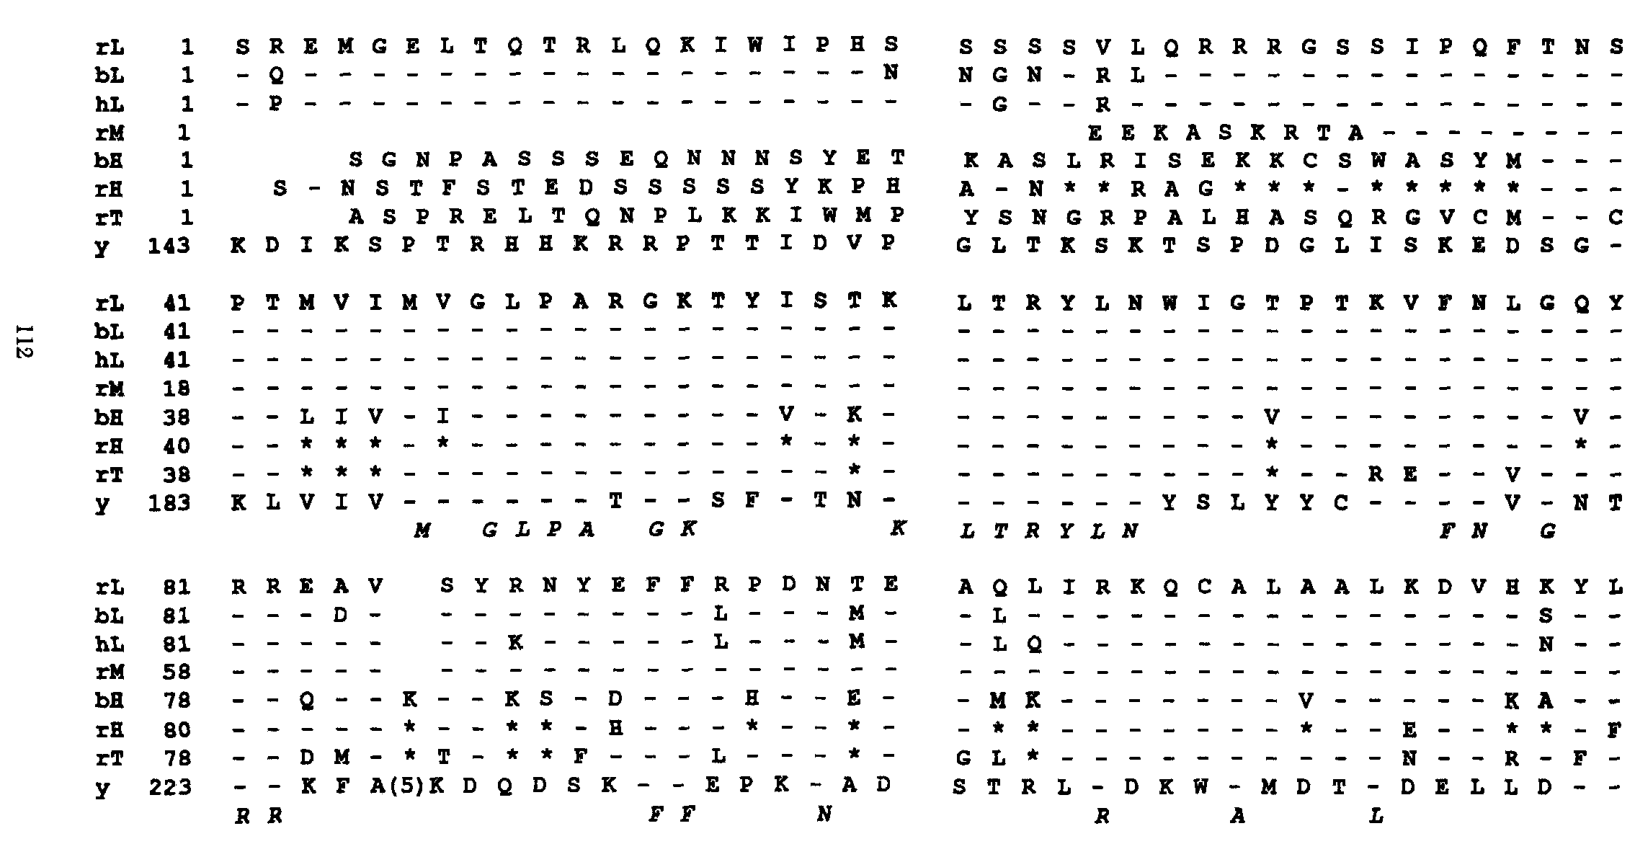 rL 1 S R E M G E L T Q T R L Q K I W I P H S S S S S V L Q R R R G S S I P Q F T N S
bL 1 - Q - - - - - - - - - - - - - - - - - N N G N - R L - - - - - - - - - - - - - -
hL 1 - P - - - - - - - - - - - - - - - - - - - G - - R - - - - - - - - - - - - - - -
rM 1 E E K A S K R T A - - - - - - -
bH 1 S G N P A S S S E Q N N N S Y E T K A S L R I S E K K C S W A S Y M - - -
rH 1 S - N S T F S T E D S S S S S Y K P H A - N * * R A G * * * - * * * * * - - -
rT 1 A S P R E L T Q N P L K K I W M P Y S N G R P A L H A S Q R G V C M - - C
y 143 K D I K S P T R H H K R R P T T I D V P G L T K S K T S P D G L I S K E D S G -
rL 41 P T M V I M V G L P A R G K T Y I S T K L T R Y L N W I G T P T K V F N L G Q Y
bL 41 - - - - - - - - - - - - - - - - - - - - - - - - - - - - - - - - - - - - - - - -
hL 41 - - - - - - - - - - - - - - - - - - - - - - - - - - - - - - - - - - - - - - - -
rM 18 - - - - - - - - - - - - - - - - - - - - - - - - - - - - - - - - - - - - - - - -
bH 38 - - L I V - I - - - - - - - - - V - K - - - - - - - - - - V - - - - - - - - V -
rH 40 - - * * * - * - - - - - - - - - * - * - - - - - - - - - - * - - - - - - - - * -
rT 38 - - * * * - - - - - - - - - - - - - * - - - - - - - - - - * - - R E - - V - - -
y 183 K L V I V - - - - - - T - - S F - T N - - - - - - - Y S L Y Y C - - - - V - N T
M G L P A G K K L T R Y L N F N G
112
rL 81 R R E A V S Y R N Y E F F R P D N T E A Q L I R K Q C A L A A L K D V H K Y L
bL 81 - - - D - - - - - - - - - L - - - M - - L - - - - - - - - - - - - - - - S - -
hL 81 - - - - - - - K - - - - - L - - - M - - L Q - - - - - - - - - - - - - - N - -
rM 58 - - - - - - - - - - - - - - - - - - - - - - - - - - - - - - - - - - - - - - -
bH 78 - - Q - - K - - K S - D - - - H - - E - - M K - - - - - - - V - - - - - K A - -
rH 80 - - - - - * - - * * - H - - - * - - * - - * * - - - - - - - * - - E - - * * - F
rT 78 - - D M - * T - * * F - - - L - - - * - G L * - - - - - - - - - - N - - R - F -
y 223 - - K F A(5)K D Q D S K - - E P K - A D S T R L - D K W - M D T - D E L L D - -
R R F F N R A L